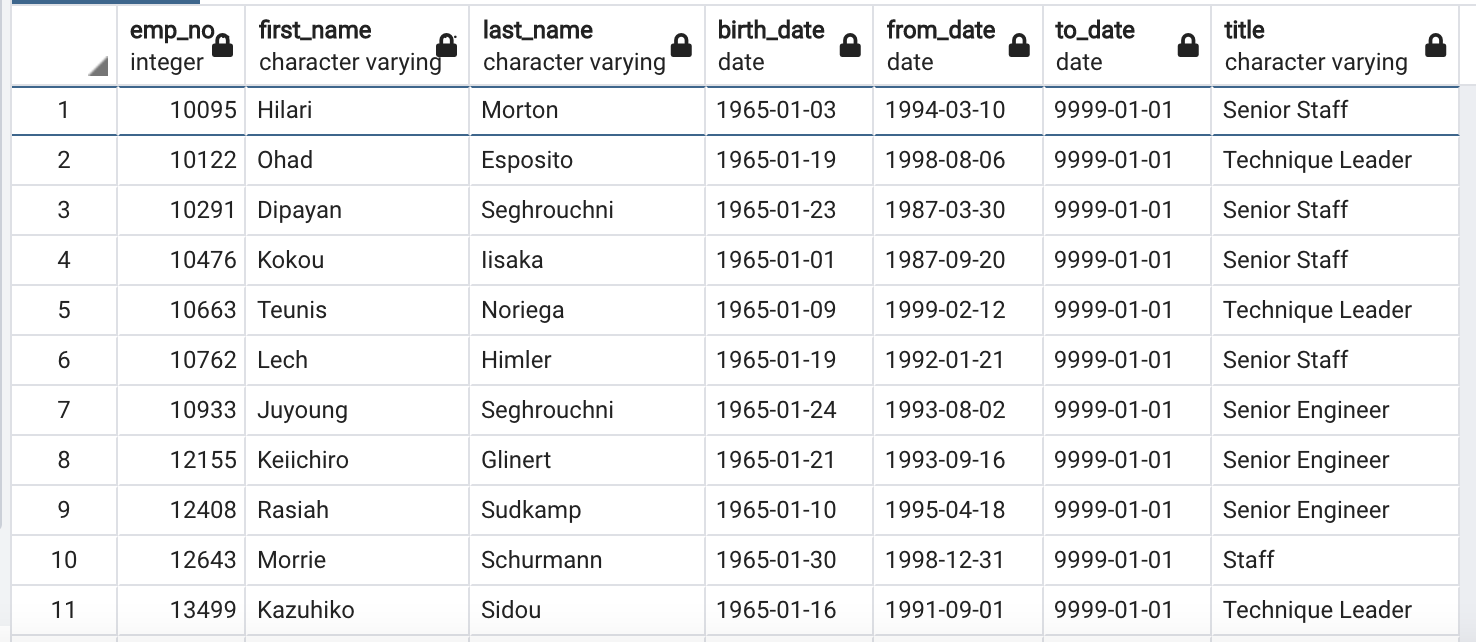 emp_no first_name last_name birth_date from_date to_date title
integer character varying character varying date date date character varying
1 10095 Hilari Morton 1965-01-03 1994-03-10 9999-01-01 Senior Staff
2 10122 Ohad Esposito 1965-01-19 1998-08-06 9999-01-01 Technique Leader
3 10291 Dipayan Seghrouchni 1965-01-23 1987-03-30 9999-01-01 Senior Staff
4 10476 Kokou Iisaka 1965-01-01 1987-09-20 9999-01-01 Senior Staff
5 10663 Teunis Noriega 1965-01-09 1999-02-12 9999-01-01 Technique Leader
6 10762 Lech Himler 1965-01-19 1992-01-21 9999-01-01 Senior Staff
7 10933 Juyoung Seghrouchni 1965-01-24 1993-08-02 9999-01-01 Senior Engineer
8 12155 Keiichiro Glinert 1965-01-21 1993-09-16 9999-01-01 Senior Engineer
9 12408 Rasiah Sudkamp 1965-01-10 1995-04-18 9999-01-01 Senior Engineer
10 12643 Morrie Schurmann 1965-01-30 1998-12-31 9999-01-01 Staff
11 13499 Kazuhiko Sidou 1965-01-16 1991-09-01 9999-01-01 Technique Leader